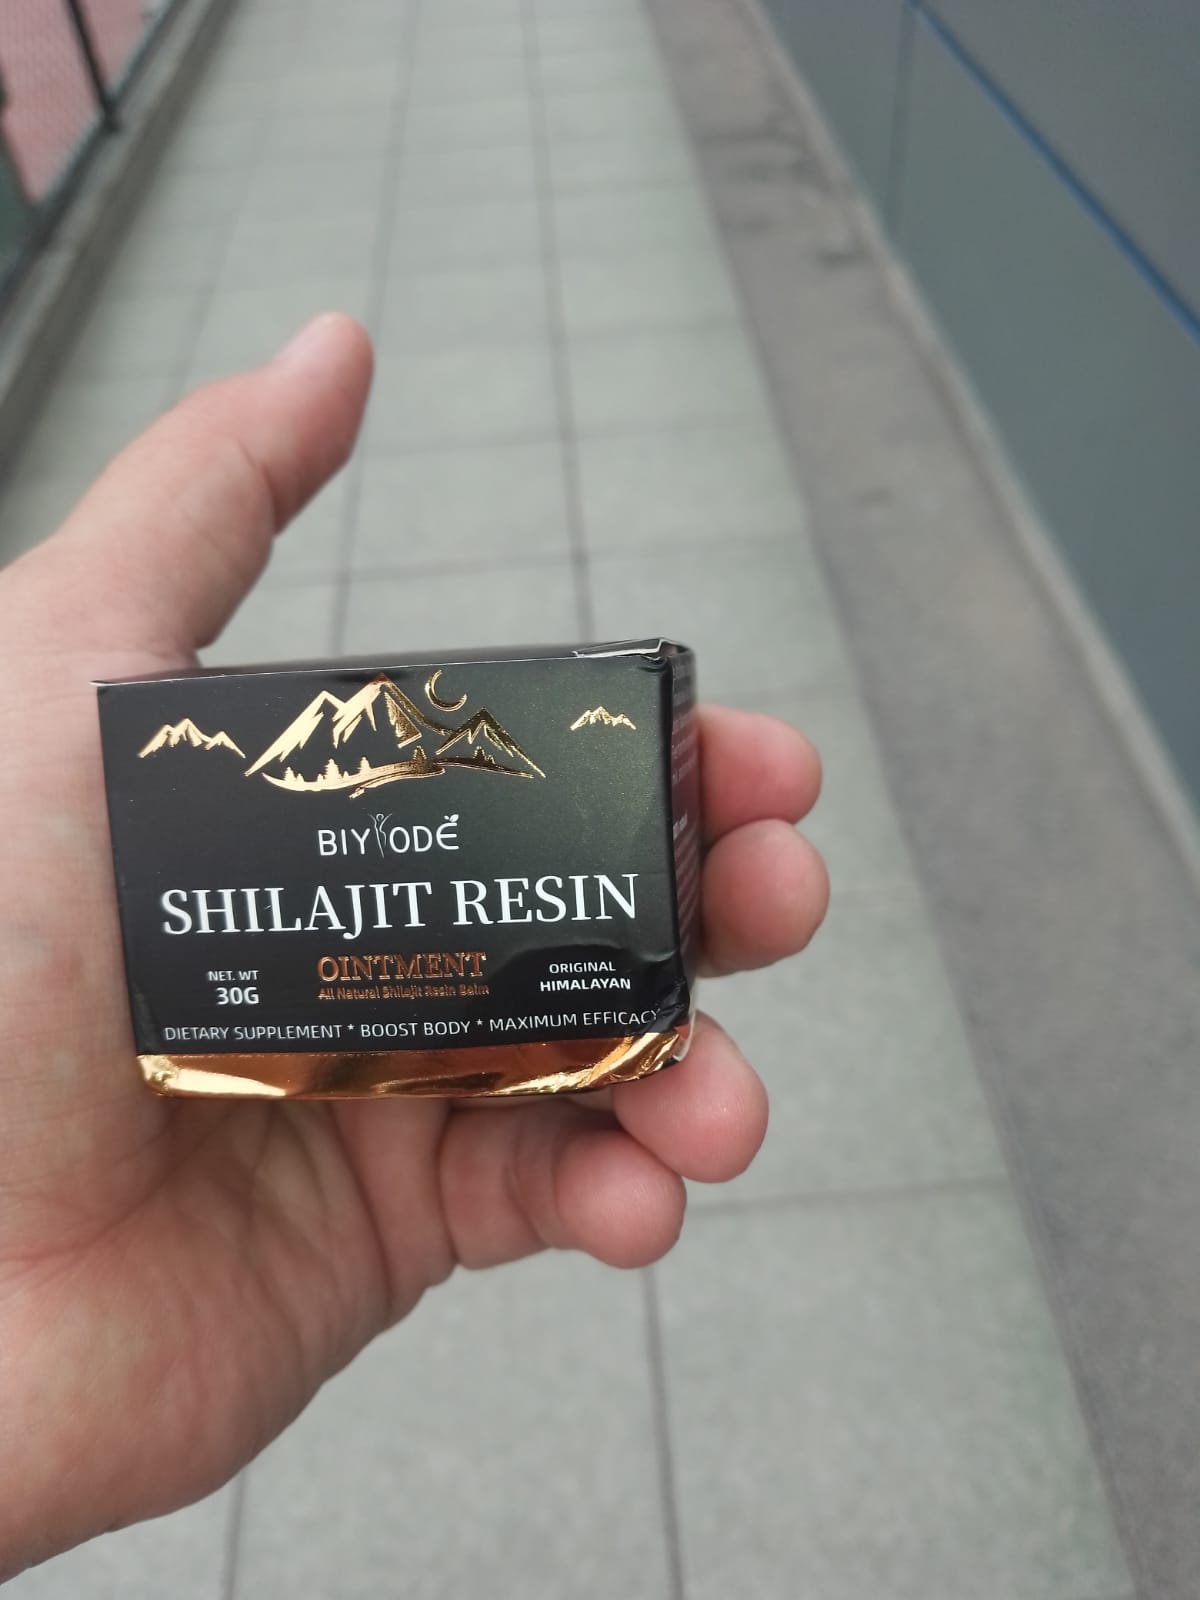 BIYODE
SHILAJIT RESIN
OINTMENT
All Natural Shilajit Resin Balm
NET. WT
30G
ORIGINAL
HIMALAYAN
DIETARY SUPPLEMENT * BOOST BODY * MAXIMUM EFFICACY